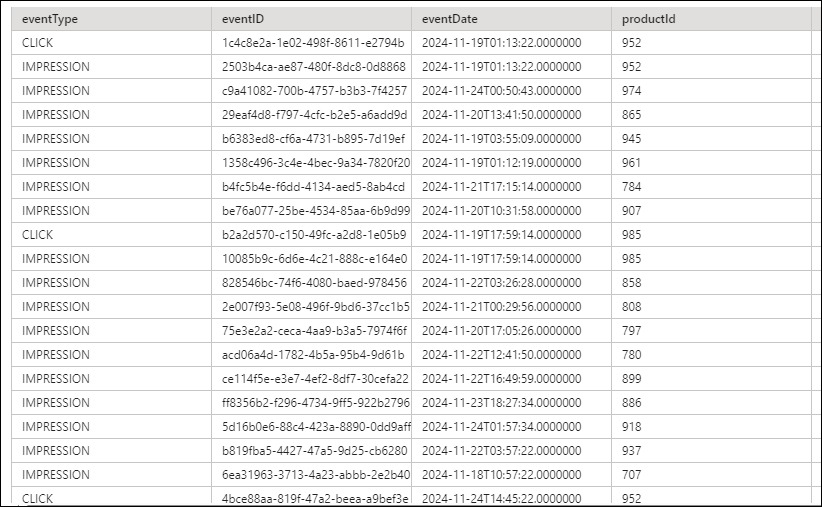 eventType eventID eventDate productId
CLICK 1c4c8e2a-1e02-498f-8611-e2794b 2024-11-19T01:13:22.0000000 952
IMPRESSION 2503b4ca-ae87-480f-8dc8-0d8868 2024-11-19T01:13:22.0000000 952
IMPRESSION c9a41082-700b-4757-b3b3-7f4257 2024-11-24T00:50:43.0000000 974
IMPRESSION 29eaf4d8-f797-4cfc-b2e5-a6add9d 2024-11-20T13:41:50.0000000 865
IMPRESSION b6383ed8-cf6a-4731-b895-7d19ef 2024-11-19T03:55:09.0000000 945
IMPRESSION 1358c496-3c4e-4bec-9a34-7820f20 2024-11-19T01:12:19.0000000 961
IMPRESSION b4fc5b4e-f6dd-4134-aed5-8ab4cd 2024-11-21T17:15:14.0000000 784
IMPRESSION be76a077-25be-4534-85aa-6b9d99 2024-11-20T10:31:58.0000000 907
CLICK b2a2d570-c150-49fc-a2d8-1e05b9 2024-11-19T17:59:14.0000000 985
IMPRESSION 10085b9c-6d6e-4c21-888c-e164e0 2024-11-19T17:59:14.0000000 985
IMPRESSION 828546bc-74f6-4080-baed-978456 2024-11-22T03:26:28.0000000 858
IMPRESSION 2e007f93-5e08-496f-9bd6-37cc1b5 2024-11-21T00:29:56.0000000 808
IMPRESSION 75e3e2a2-ceca-4aa9-b3a5-7974f6f 2024-11-20T17:05:26.0000000 797
IMPRESSION acd06a4d-1782-4b5a-95b4-9d61b 2024-11-22T12:41:50.0000000 780
IMPRESSION ce114f5e-e3e7-4ef2-8df7-30cefa22 2024-11-22T16:49:59.0000000 899
IMPRESSION ff8356b2-f296-4734-9ff5-922b2796 2024-11-23T18:27:34.0000000 886
IMPRESSION 5d16b0e6-88c4-423a-8890-0dd9aff 2024-11-24T01:57:34.0000000 918
IMPRESSION b819fba5-4427-47a5-9d25-cb6280 2024-11-22T03:57:22.0000000 937
IMPRESSION 6ea31963-3713-4a23-abbb-2e2b40 2024-11-18T10:57:22.0000000 707
CLICK 4bce88aa-819f-47a2-beea-a9bef3e 2024-11-24T14:45:22.0000000 952